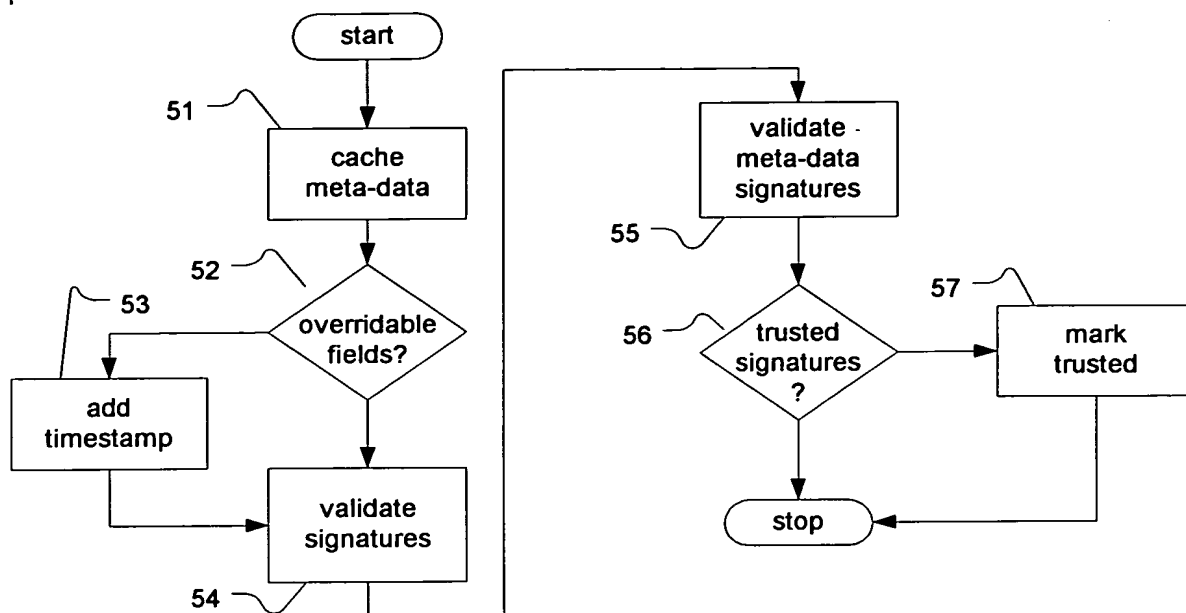 start
51
cache
meta-data
52
overridable
fields?
53
add
timestamp
validate
signatures
54
validate
meta-data
signatures
55
56
trusted
signatures
?
57
mark
trusted
stop